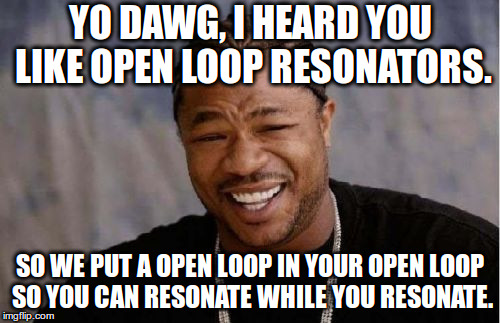 YO DAWG, I HEARD YOU
LIKE OPEN LOOP RESONATORS.
SO WE PUT A OPEN LOOP IN YOUR OPEN LOOP
SO YOU CAN RESONATE WHILE YOU RESONATE.
imgflip.com